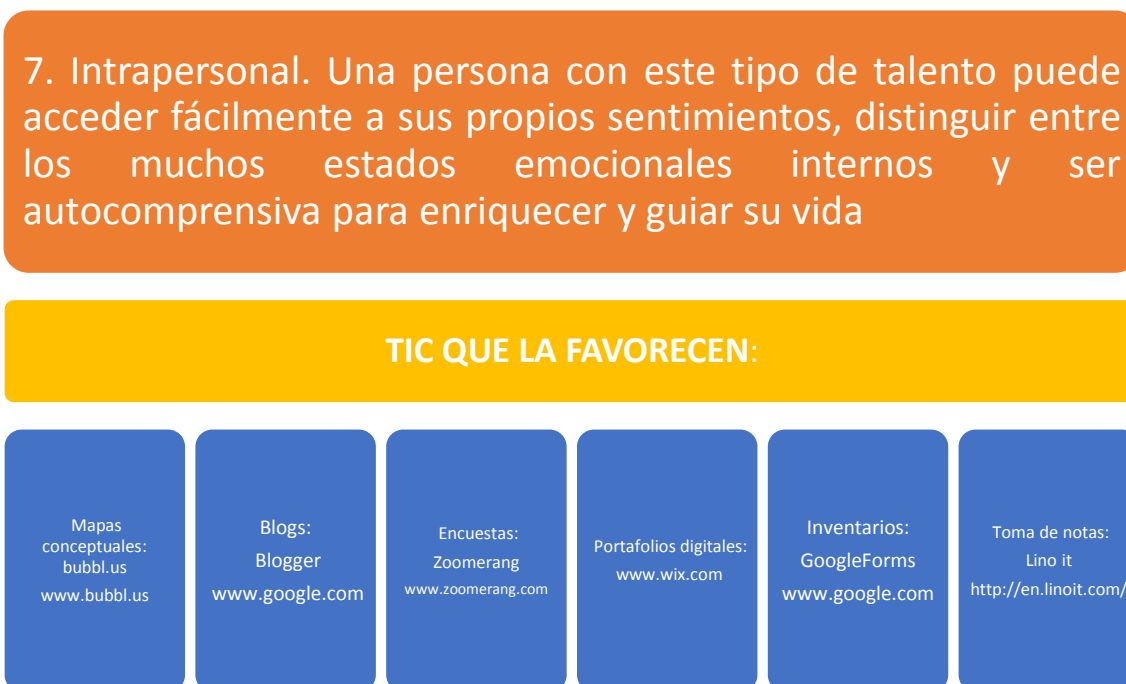 7. Intrapersonal. Una persona con este tipo de talento puede
acceder fácilmente a sus propios sentimientos, distinguir entre
los muchos estados emocionales internos y ser
autocomprensiva para enriquecer y guiar su vida
TIC QUE LA FAVORECEN:
Mapas
conceptuales:
bubbl.us
www.bubbl.us
Blogs:
Blogger
www.google.com
Encuestas:
Zoomerang
www.zoomerang.com
Portafolios digitales:
www.wix.com
Inventarios:
GoogleForms
www.google.com
Toma de notas:
Lino it
http://en.linoit.com/